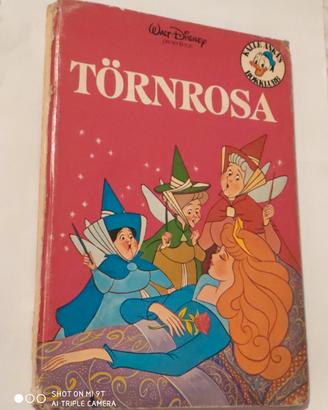 Walt Disney
KALLE ANKAS
BOKKLUBB
TÖRNROSA
SHOT ON MI 9T
AI TRIPLE CAMERA